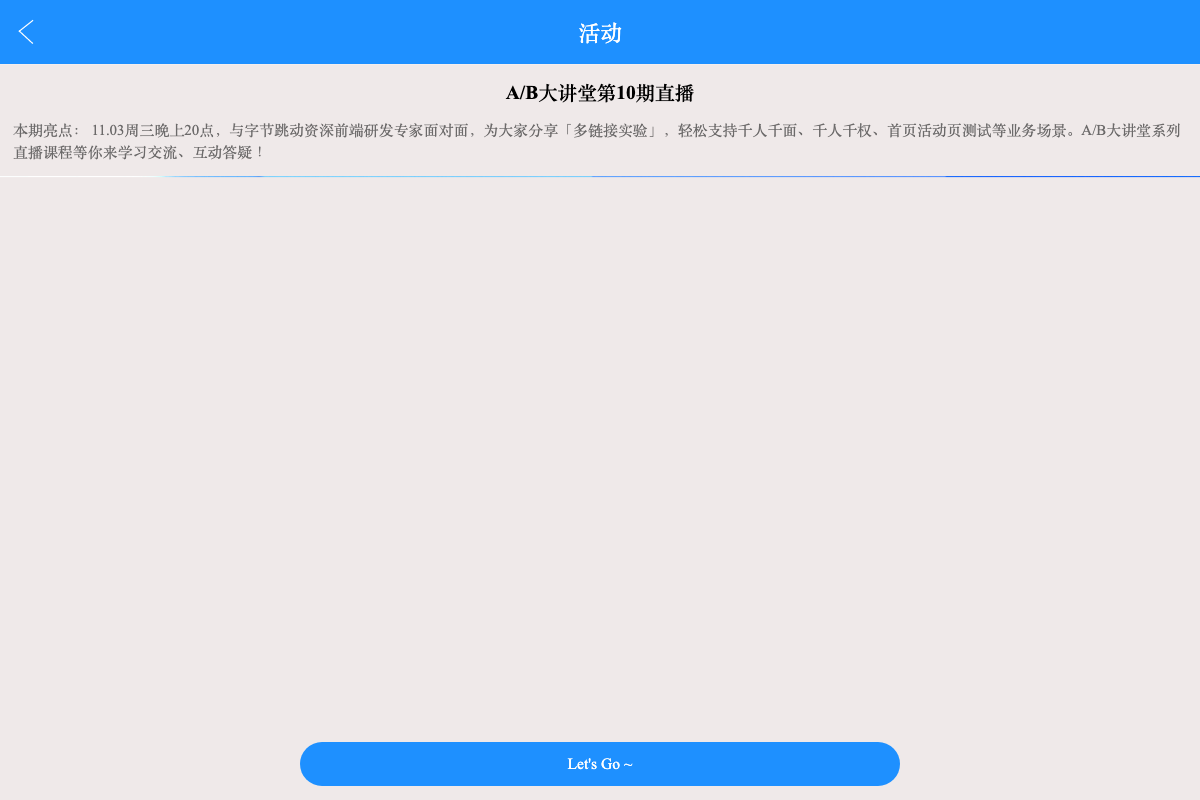 活动
A/B大讲堂第10期直播
本期亮点： 11.03周三晚上20点，与字节跳动资深前端研发专家面对面，为大家分享「多链接实验」，轻松支持千人千面、千人千权、首页活动页测试等业务场景。A/B大讲堂系列
直播课程等你来学习交流、互动答疑！
Let's Go ~